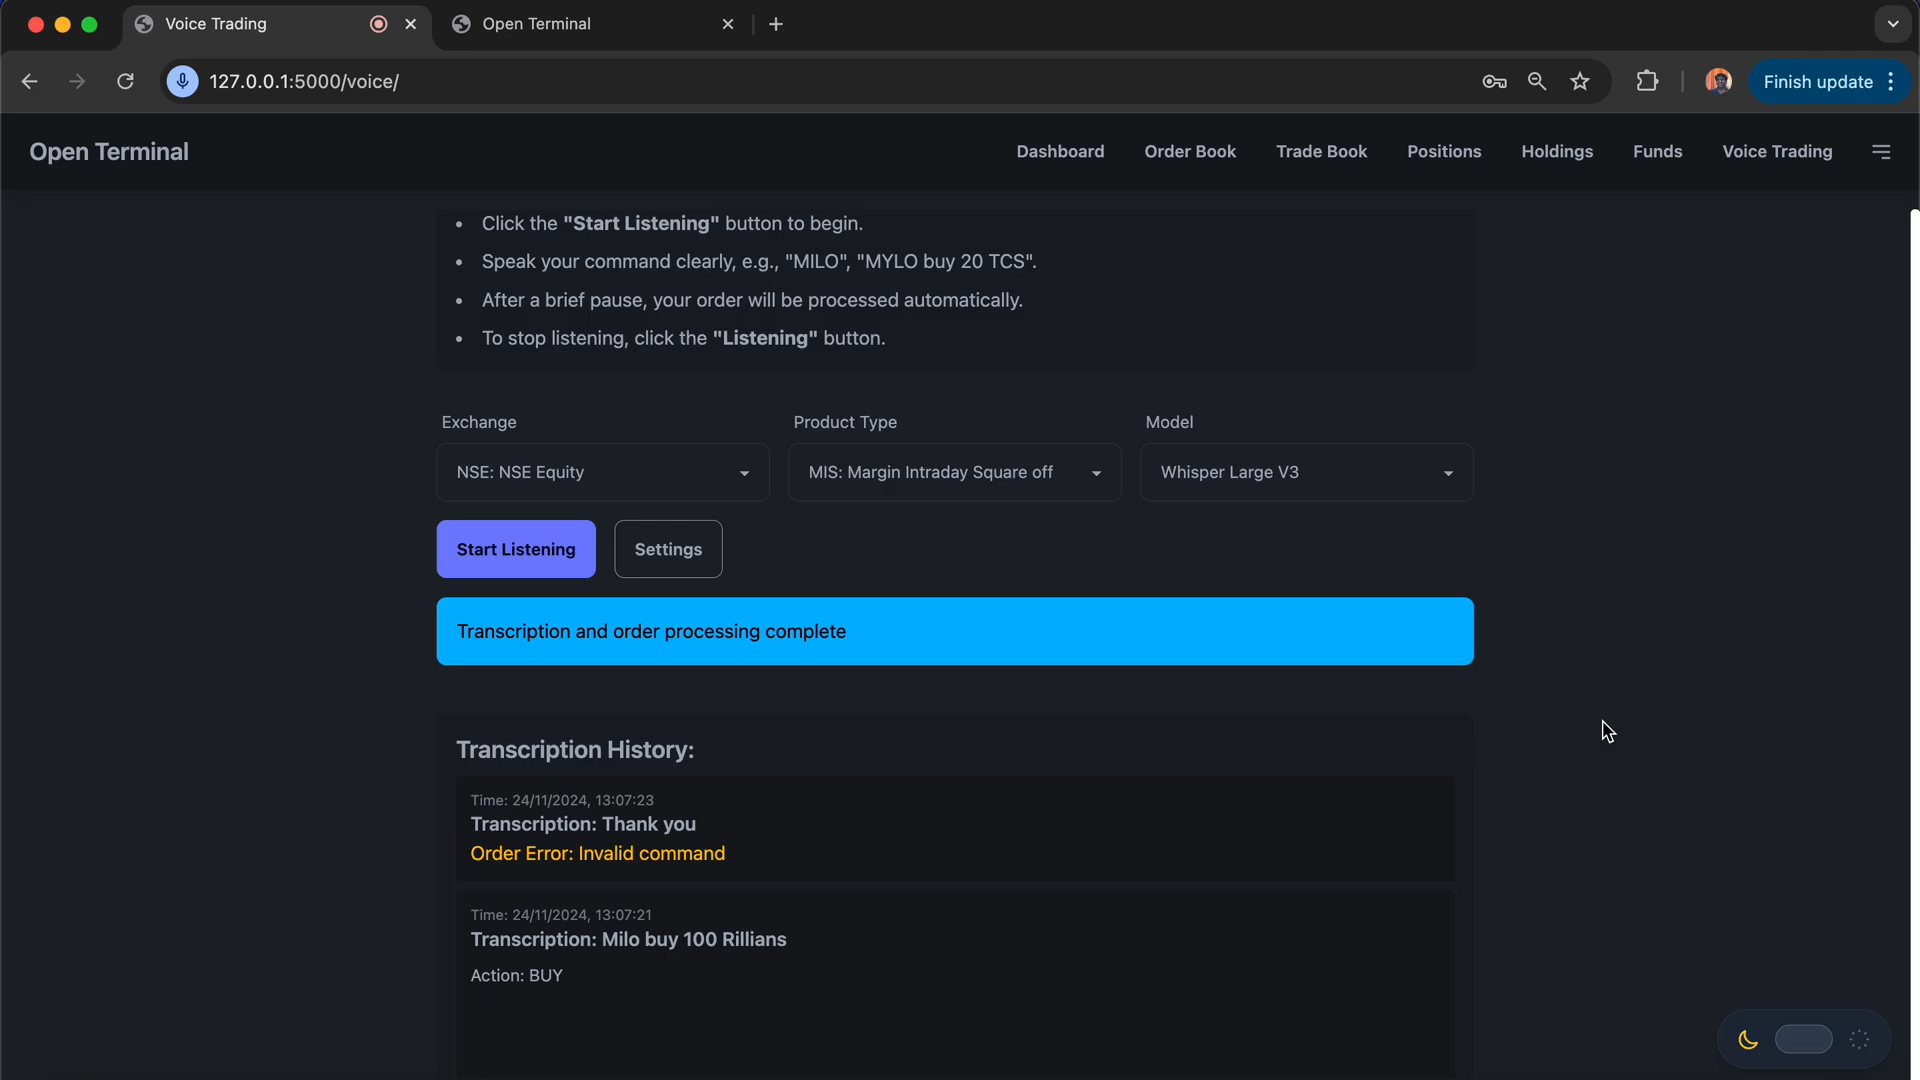 Voice Trading
Open Terminal
127.0.0.1:5000/voice/
Finish update
Open Terminal
Dashboard
Order Book
Trade Book
Positions
Holdings
Funds
Voice Trading
• Click the "Start Listening" button to begin.
• Speak your command clearly, e.g., "MILO", "MYLO buy 20 TCS".
• After a brief pause, your order will be processed automatically.
• To stop listening, click the "Listening" button.
Exchange
Product Type
Model
NSE: NSE Equity
MIS: Margin Intraday Square off
Whisper Large V3
Start Listening
Settings
Transcription and order processing complete
Transcription History:
Time: 24/11/2024, 13:07:23
Transcription: Thank you
Order Error: Invalid command
Time: 24/11/2024, 13:07:21
Transcription: Milo buy 100 Rillians
Action: BUY